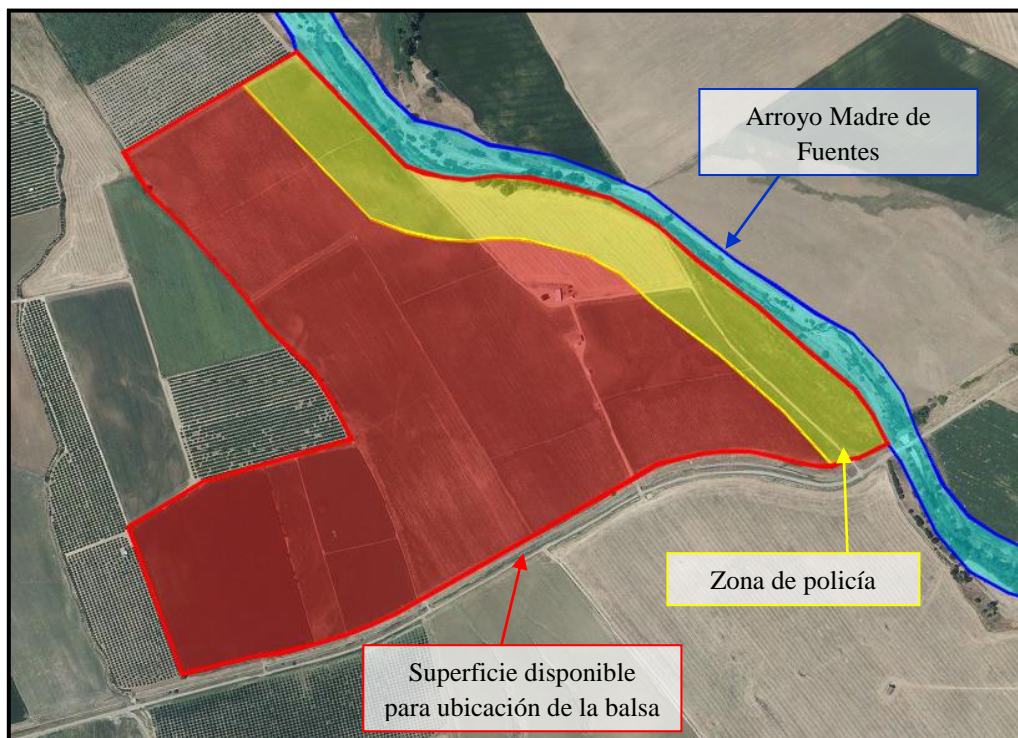 Arroyo Madre de
Fuentes
Zona de policía
Superficie disponible
para ubicación de la balsa